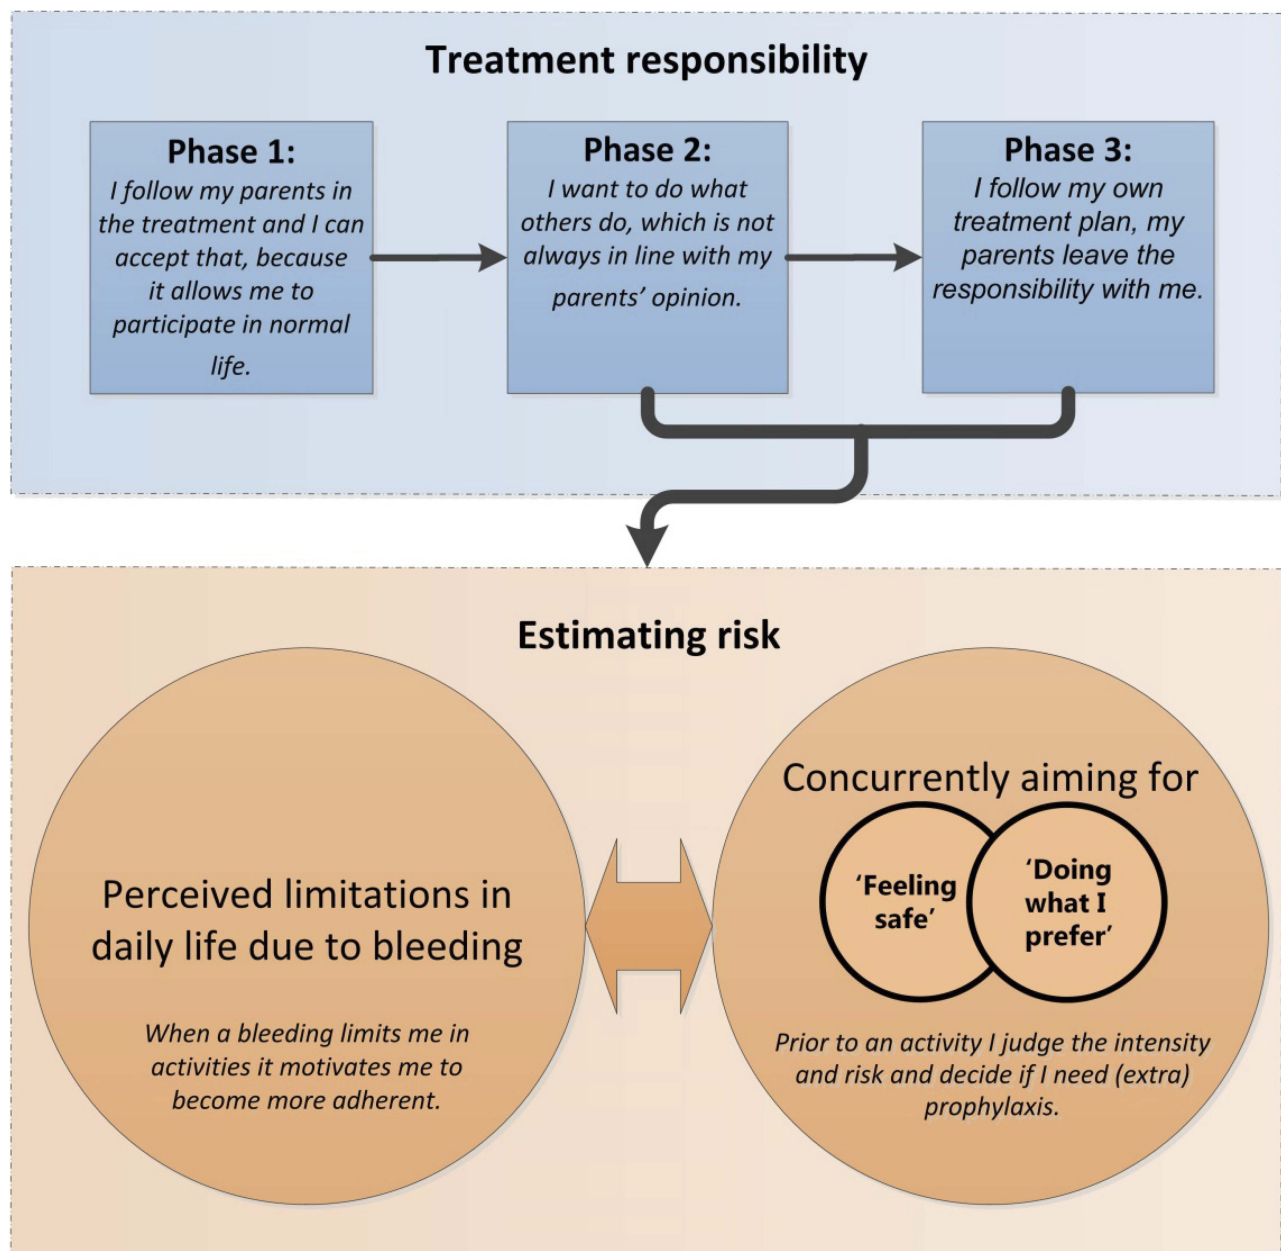 Treatment responsibility
Phase 1:
I follow my parents in
the treatment and I can
accept that, because
it allows me to
participate in normal
life.
Phase 2:
I want to do what
others do, which is not
always in line with my
parents’ opinion.
Phase 3:
I follow my own
treatment plan, my
parents leave the
responsibility with me.
Estimating risk
Perceived limitations in
daily life due to bleeding
When a bleeding limits me in
activities it motivates me to
become more adherent.
Concurrently aiming for
‘Feeling
safe’
‘Doing
what I
prefer’
Prior to an activity I judge the intensity
and risk and decide if I need (extra)
prophylaxis.